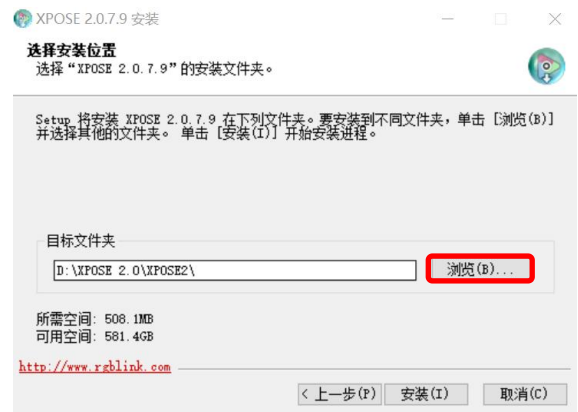 XPOSE 2.0.7.9 安装
选择安装位置
选择“XPOSE 2.0.7.9”的安装文件夹。
Setup 将安装 XPOSE 2.0.7.9 在下列文件夹。要安装到不同文件夹，单击 [浏览(B)]
并选择其他的文件夹。 单击 [安装(I)] 开始安装进程。
目标文件夹
D:\XPOSE 2.0\XPOSE2\
浏览(B)...
所需空间: 508.1MB
可用空间: 581.4GB
http://www.rgblink.com
< 上一步(P)
安装(I)
取消(C)